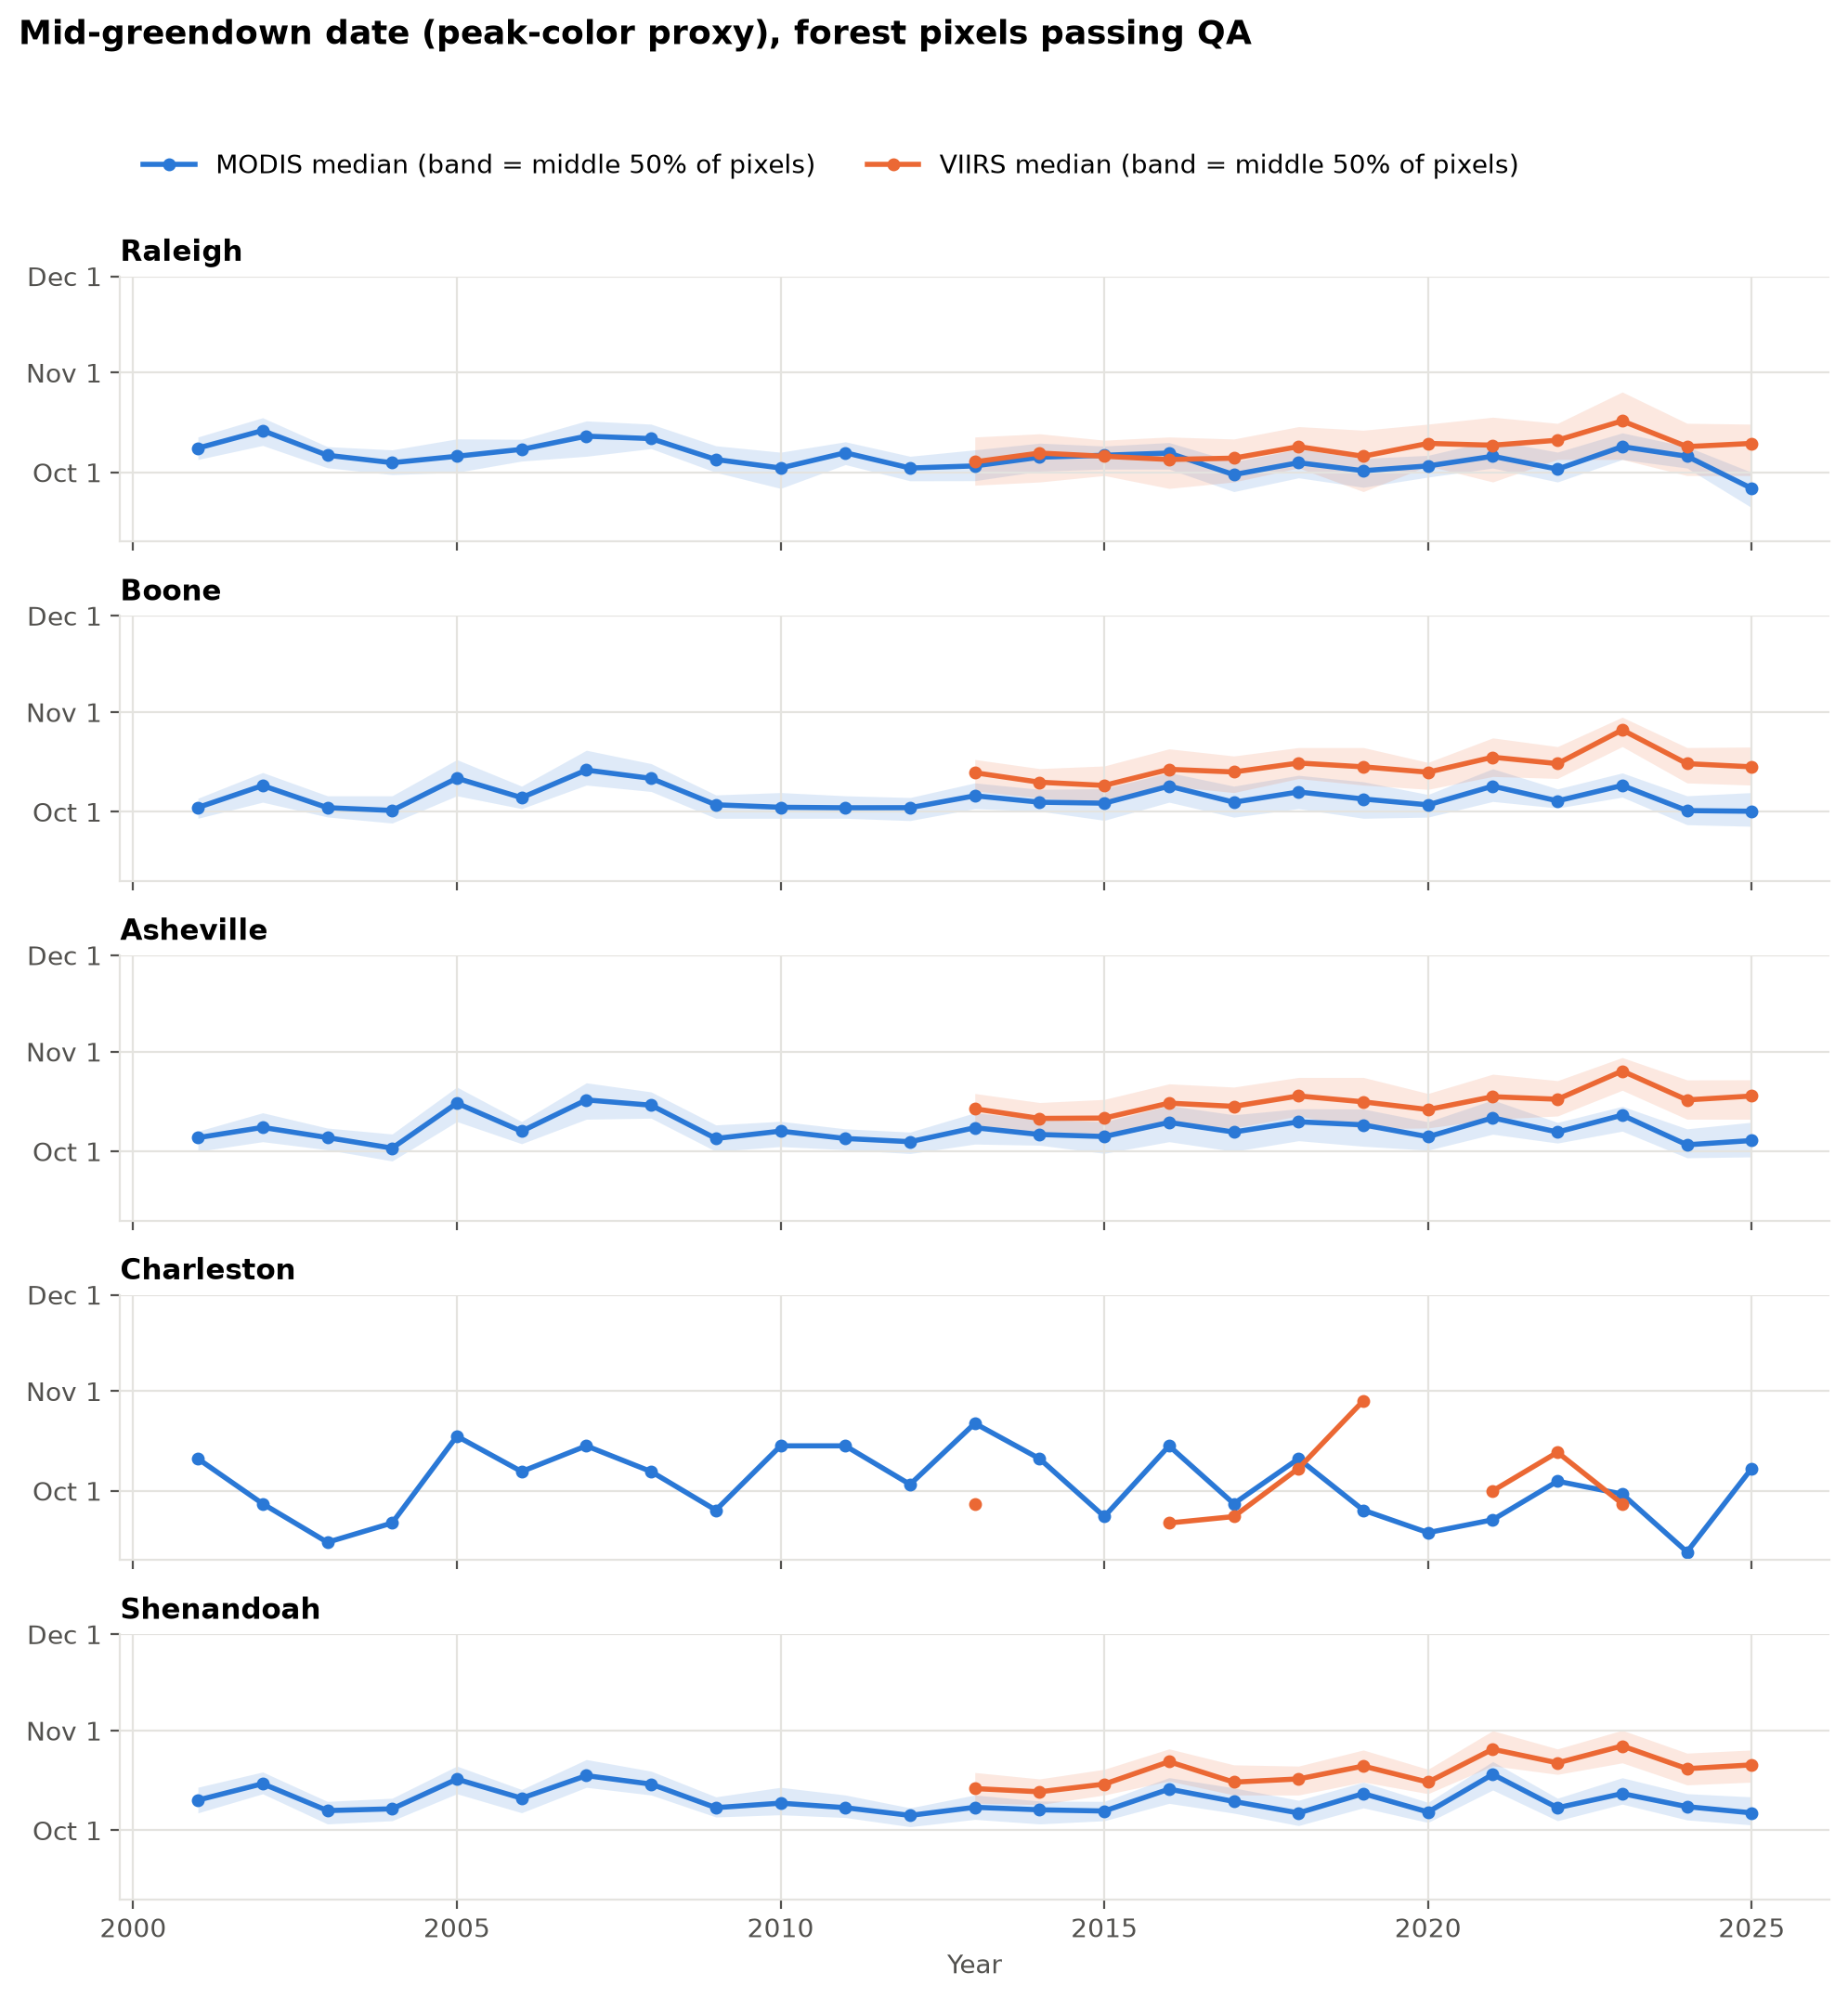 Mid-greendown date (peak-color proxy), forest pixels passing QA
MODIS median (band = middle 50% of pixels) VIIRS median (band = middle 50% of pixels)
Raleigh
Dec 1
Nov 1
Oct 1
Boone
Dec 1
Nov 1
Oct 1
Asheville
Dec 1
Nov 1
Oct 1
Charleston
Dec 1
Nov 1
Oct 1
Shenandoah
Dec 1
Nov 1
Oct 1
2000 2005 2010 2015 2020 2025
Year